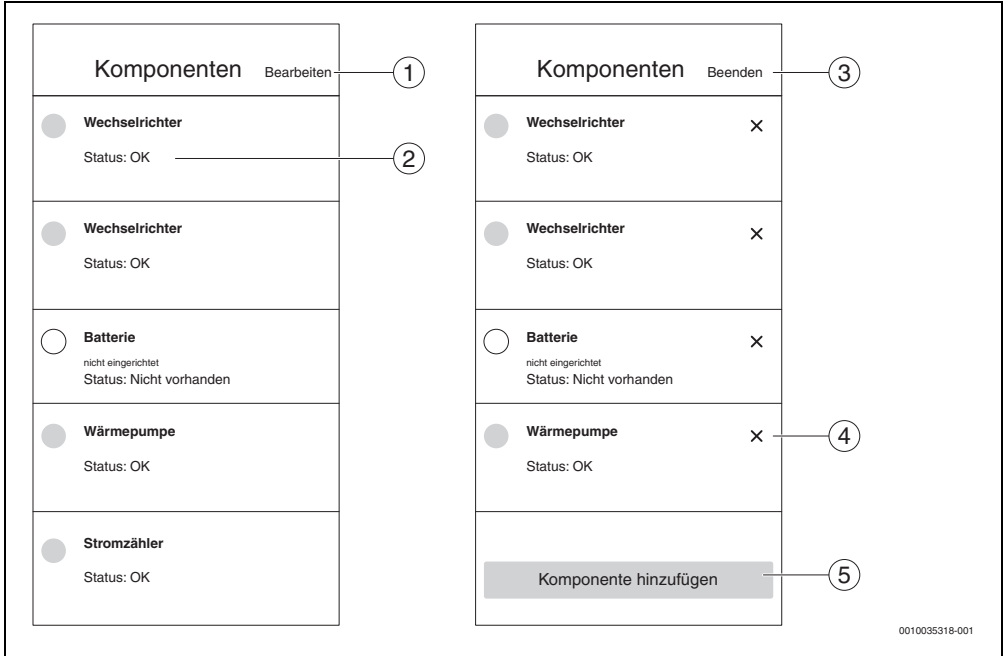 Komponenten Bearbeiten 1
Wechselrichter
Status: OK 2
Wechselrichter
Status: OK
Batterie
nicht eingerichtet
Status: Nicht vorhanden
Wärmepumpe
Status: OK
Stromzähler
Status: OK
Komponenten Beenden 3
Wechselrichter ×
Status: OK
Wechselrichter ×
Status: OK
Batterie ×
nicht eingerichtet
Status: Nicht vorhanden
Wärmepumpe × 4
Status: OK
Komponente hinzufügen 5
0010035318-001